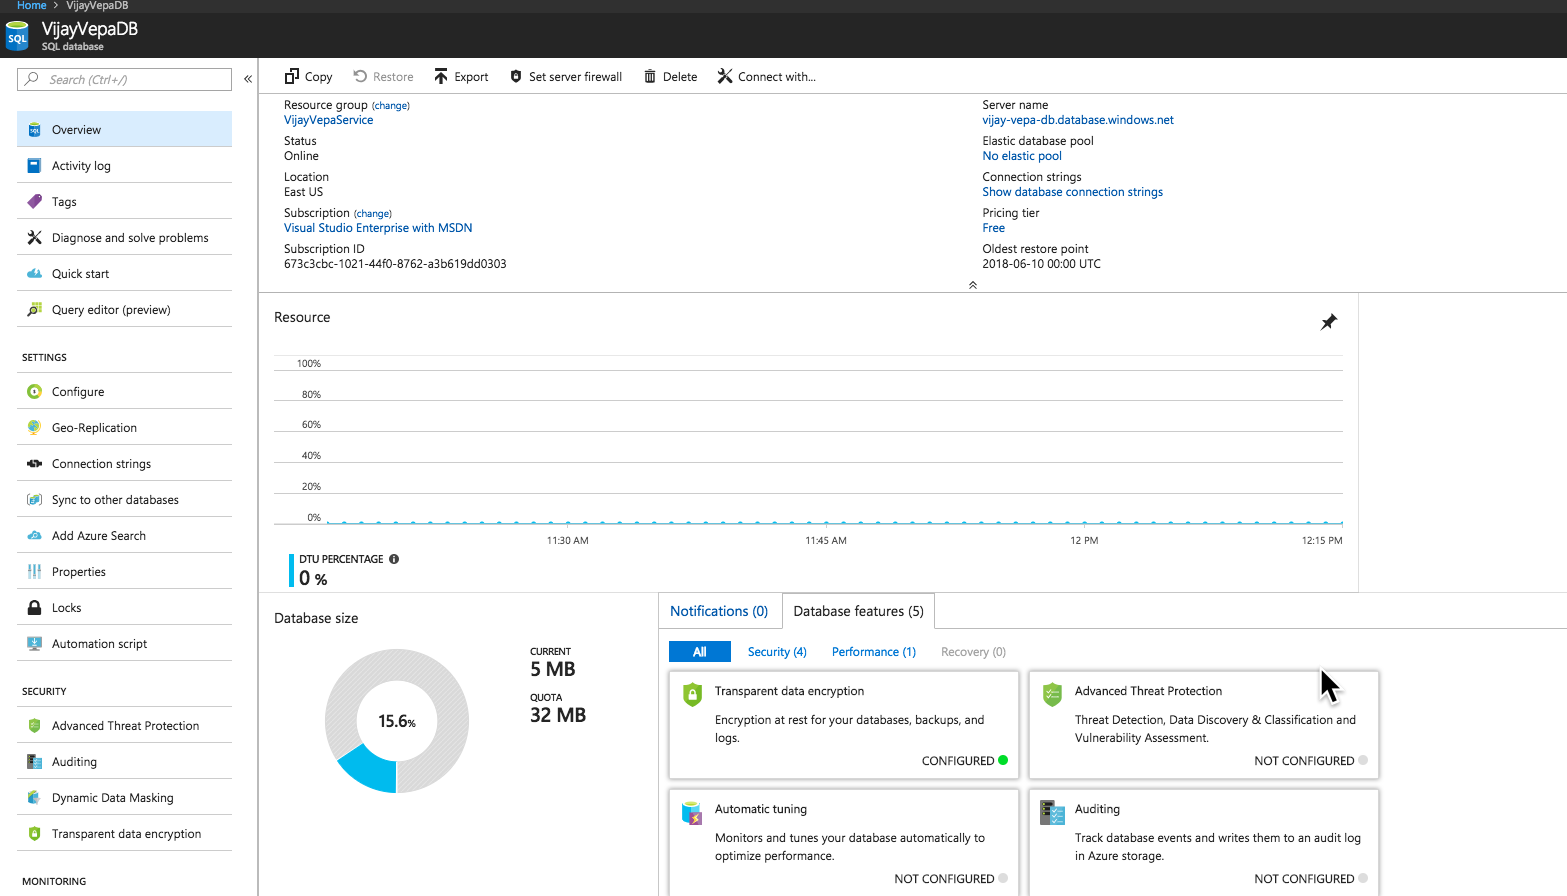 Home > VijayVepaDB
SQL
VijayVepaDB
SQL database
Search (Ctrl+/)
«
Overview
Activity log
Tags
Diagnose and solve problems
Quick start
Query editor (preview)
SETTINGS
Configure
Geo-Replication
Connection strings
Sync to other databases
Add Azure Search
Properties
Locks
Automation script
SECURITY
Advanced Threat Protection
Auditing
Dynamic Data Masking
Transparent data encryption
MONITORING
Copy Restore Export Set server firewall Delete Connect with...
Resource group (change)
VijayVepaService
Status
Online
Location
East US
Subscription (change)
Visual Studio Enterprise with MSDN
Subscription ID
673c3cbc-1021-44f0-8762-a3b619dd0303
Server name
vijay-vepa-db.database.windows.net
Elastic database pool
No elastic pool
Connection strings
Show database connection strings
Pricing tier
Free
Oldest restore point
2018-06-10 00:00 UTC
Resource
100%
80%
60%
40%
20%
0%
11:30 AM 11:45 AM 12 PM 12:15 PM
DTU PERCENTAGE
0 %
Database size
15.6%
CURRENT
5 MB
QUOTA
32 MB
Notifications (0) Database features (5)
All Security (4) Performance (1) Recovery (0)
Transparent data encryption
Encryption at rest for your databases, backups, and
logs.
CONFIGURED
Advanced Threat Protection
Threat Detection, Data Discovery & Classification and
Vulnerability Assessment.
NOT CONFIGURED
Automatic tuning
Monitors and tunes your database automatically to
optimize performance.
NOT CONFIGURED
Auditing
Track database events and writes them to an audit log
in Azure storage.
NOT CONFIGURED